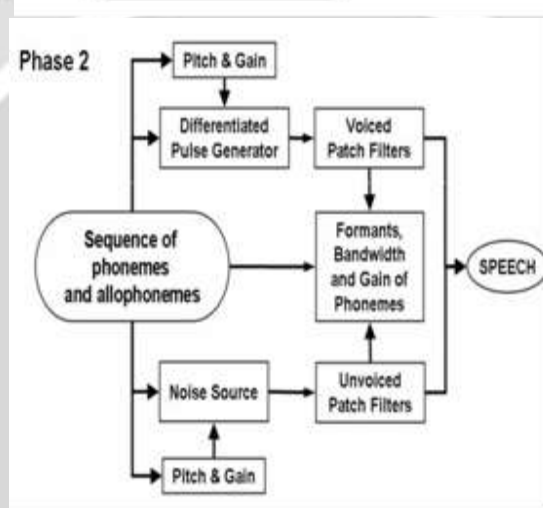 Phase 2
Pitch & Gain
Differentiated
Pulse Generator
Voiced
Patch Filters
Sequence of
phonemes
and allophonemes
Formants,
Bandwidth
and Gain of
Phonemes
SPEECH
Noise Source
Unvoiced
Patch Filters
Pitch & Gain